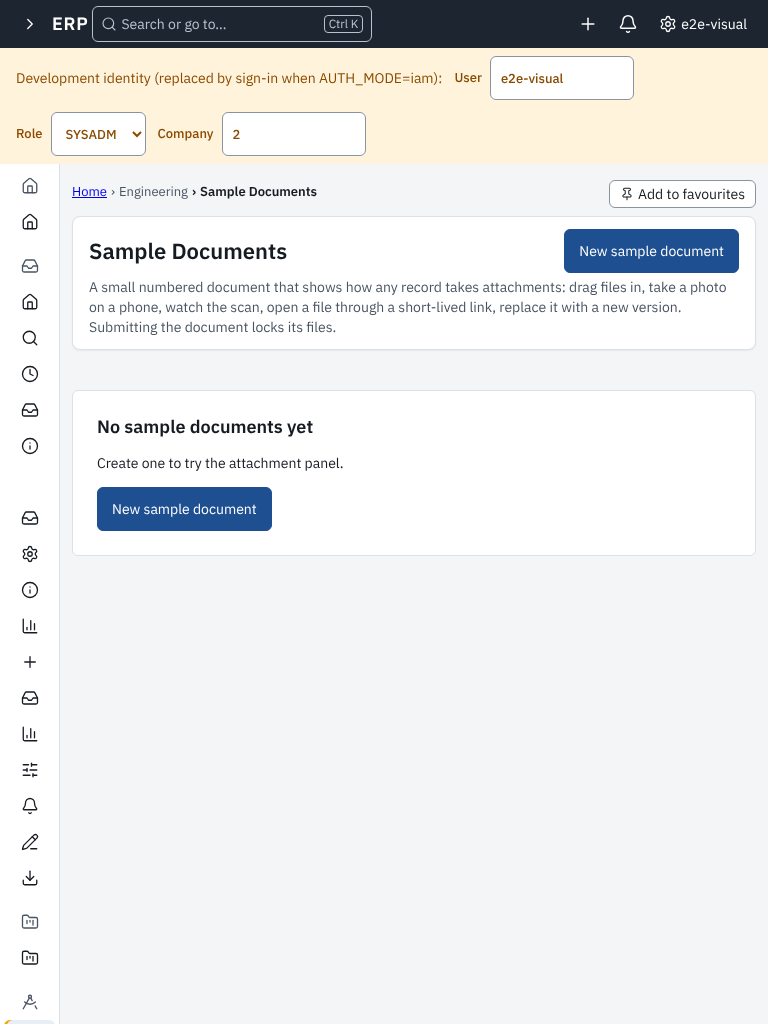 ERP Search or go to... Ctrl K e2e-visual
Development identity (replaced by sign-in when AUTH_MODE=iam): User e2e-visual
Role SYSADM Company 2
Home › Engineering › Sample Documents Add to favourites
Sample Documents New sample document
A small numbered document that shows how any record takes attachments: drag files in, take a photo
on a phone, watch the scan, open a file through a short-lived link, replace it with a new version.
Submitting the document locks its files.
No sample documents yet
Create one to try the attachment panel.
New sample document